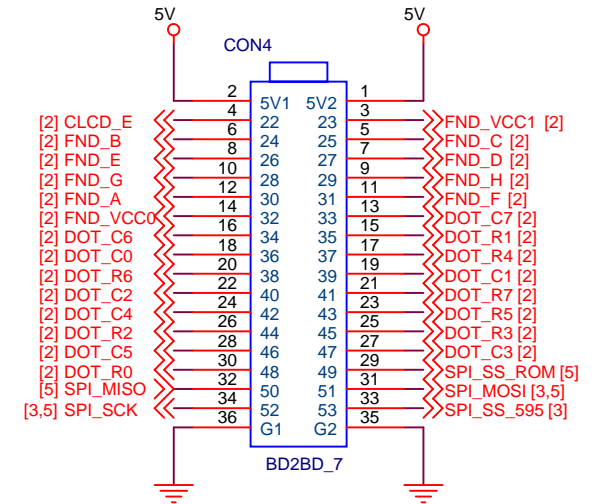 5V 5V
CON4
2 5V1 5V2 1
[2] CLCD_E 4 22 23 3 FND_VCC1 [2]
[2] FND_B 6 24 25 5 FND_C [2]
[2] FND_E 8 26 27 7 FND_D [2]
[2] FND_G 10 28 29 9 FND_H [2]
[2] FND_A 12 30 31 11 FND_F [2]
[2] FND_VCC0 14 32 33 13 DOT_C7 [2]
[2] DOT_C6 16 34 35 15 DOT_R1 [2]
[2] DOT_C0 18 36 37 17 DOT_R4 [2]
[2] DOT_R6 20 38 39 19 DOT_C1 [2]
[2] DOT_C2 22 40 41 21 DOT_R7 [2]
[2] DOT_C4 24 42 43 23 DOT_R5 [2]
[2] DOT_R2 26 44 45 25 DOT_R3 [2]
[2] DOT_C5 28 46 47 27 DOT_C3 [2]
[2] DOT_R0 30 48 49 29 SPI_SS_ROM [5]
[5] SPI_MISO 32 50 51 31 SPI_MOSI [3,5]
[3,5] SPI_SCK 34 52 53 33 SPI_SS_595 [3]
36 G1 G2 35
BD2BD_7